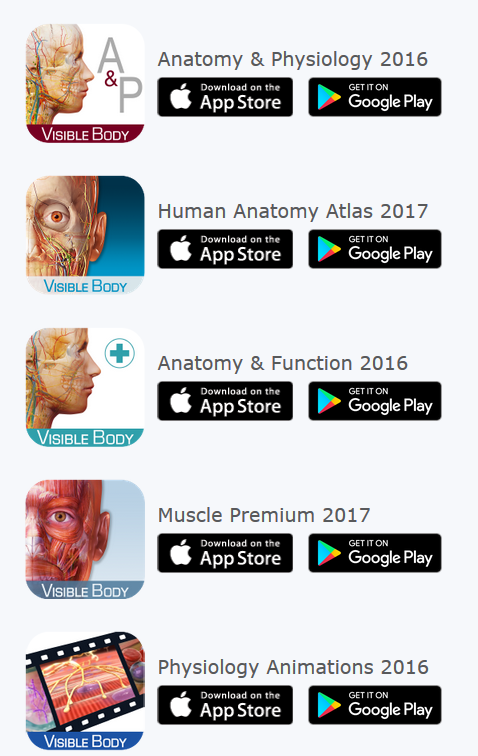 A
&
P
VISIBLE BODY
Anatomy & Physiology 2016
Download on the
App Store
GET IT ON
Google Play
VISIBLE BODY
Human Anatomy Atlas 2017
Download on the
App Store
GET IT ON
Google Play
VISIBLE BODY
Anatomy & Function 2016
Download on the
App Store
GET IT ON
Google Play
VISIBLE BODY
Muscle Premium 2017
Download on the
App Store
GET IT ON
Google Play
VISIBLE BODY
Physiology Animations 2016
Download on the
App Store
GET IT ON
Google Play